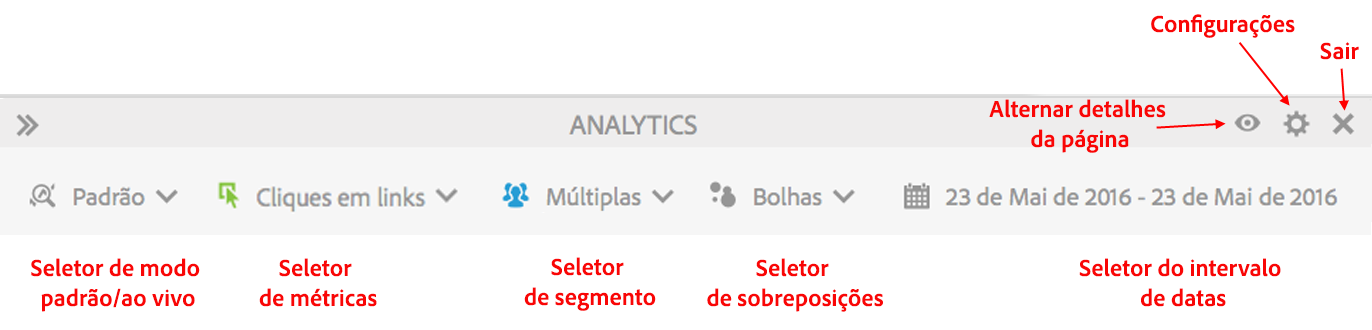 Configurações
Sair
Alternar detalhes
da página
ANALYTICS
Padrão
Cliques em links
Múltiplas
Bolhas
23 de Mai de 2016 - 23 de Mai de 2016
Seletor de modo
padrão/ao vivo
Seletor
de métricas
Seletor
de segmento
Seletor
de sobreposições
Seletor do intervalo
de datas